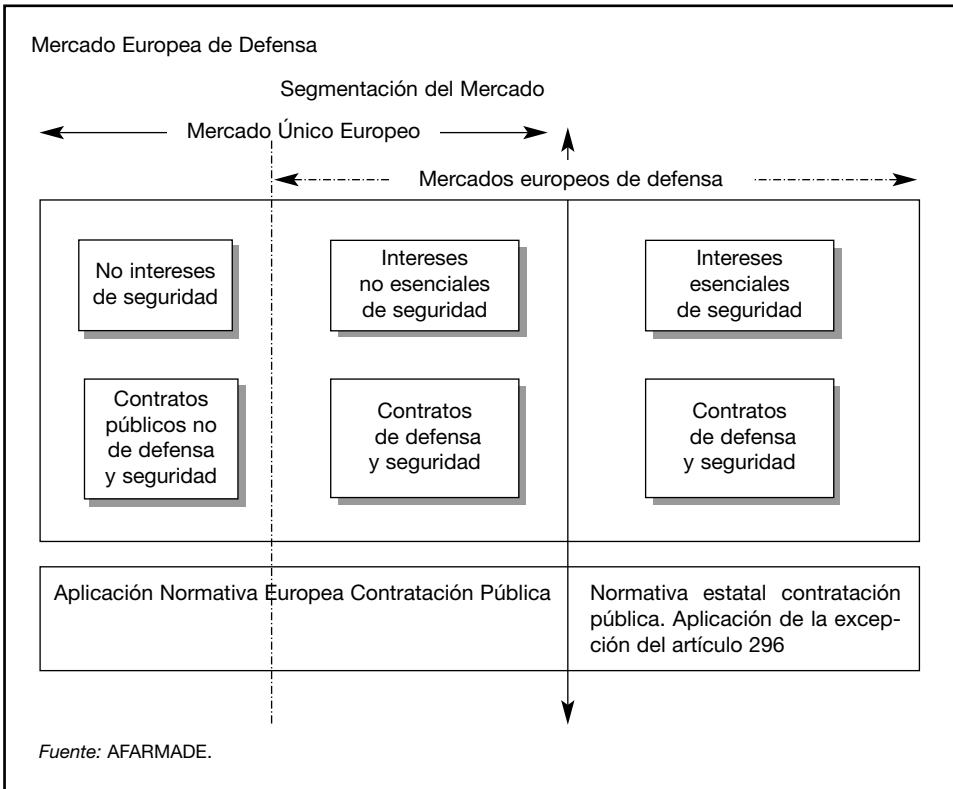 Mercado Europea de Defensa
Segmentación del Mercado
Mercado Único Europeo
Mercados europeos de defensa
No intereses
de seguridad
Intereses
no esenciales
de seguridad
Intereses
esenciales
de seguridad
Contratos
públicos no
de defensa
y seguridad
Contratos
de defensa
y seguridad
Contratos
de defensa
y seguridad
Aplicación Normativa Europea Contratación Pública
Normativa estatal contratación
pública. Aplicación de la excep-
ción del artículo 296
Fuente: AFARMADE.